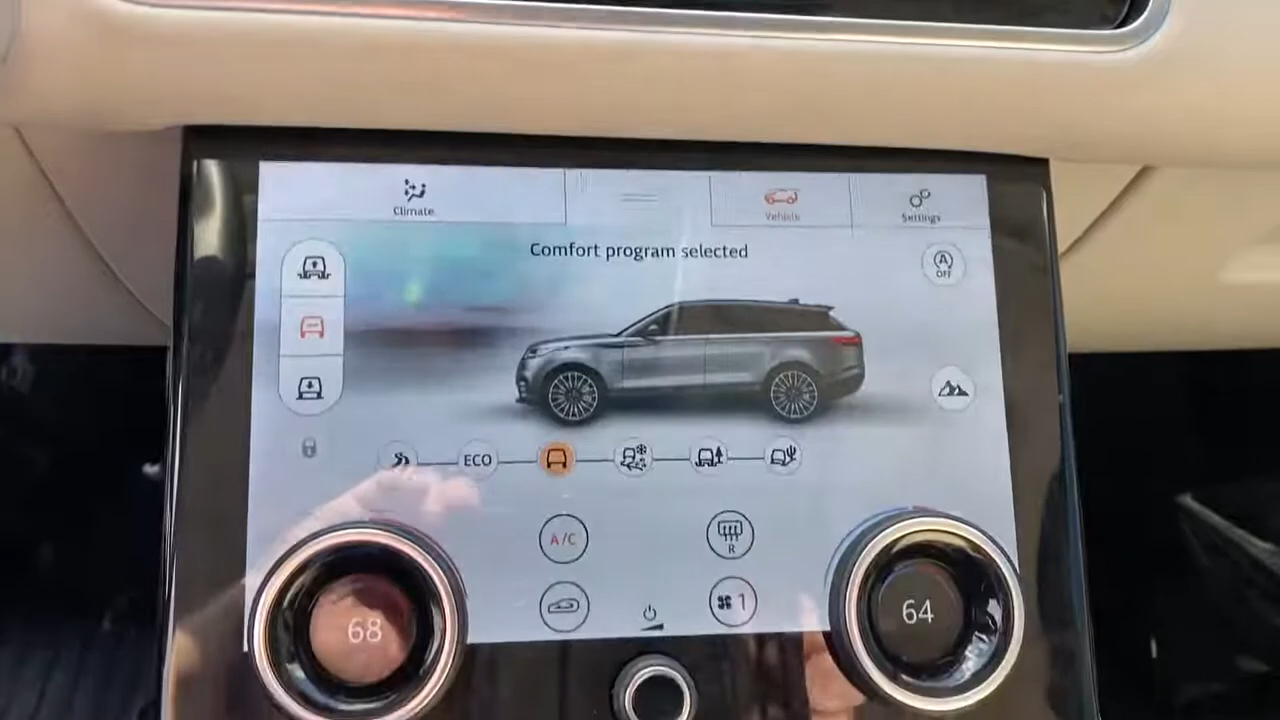 Climate
Vehicle
Settings
Comfort program selected
A
OFF
ECO
A/C
R
1
68
64